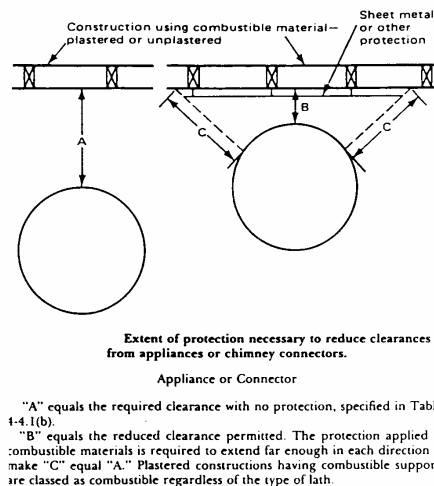 Construction using combustible material—
plastered or unplastered
Sheet metal
or other
protection
A
B
C
C
Extent of protection necessary to reduce clearances
from appliances or chimney connectors.
Appliance or Connector
"A" equals the required clearance with no protection, specified in Tabl
4-4.1(b).
"B" equals the reduced clearance permitted. The protection applied
combustible materials is required to extend far enough in each direction
make "C" equal "A." Plastered constructions having combustible suppor
are classed as combustible regardless of the type of lath.